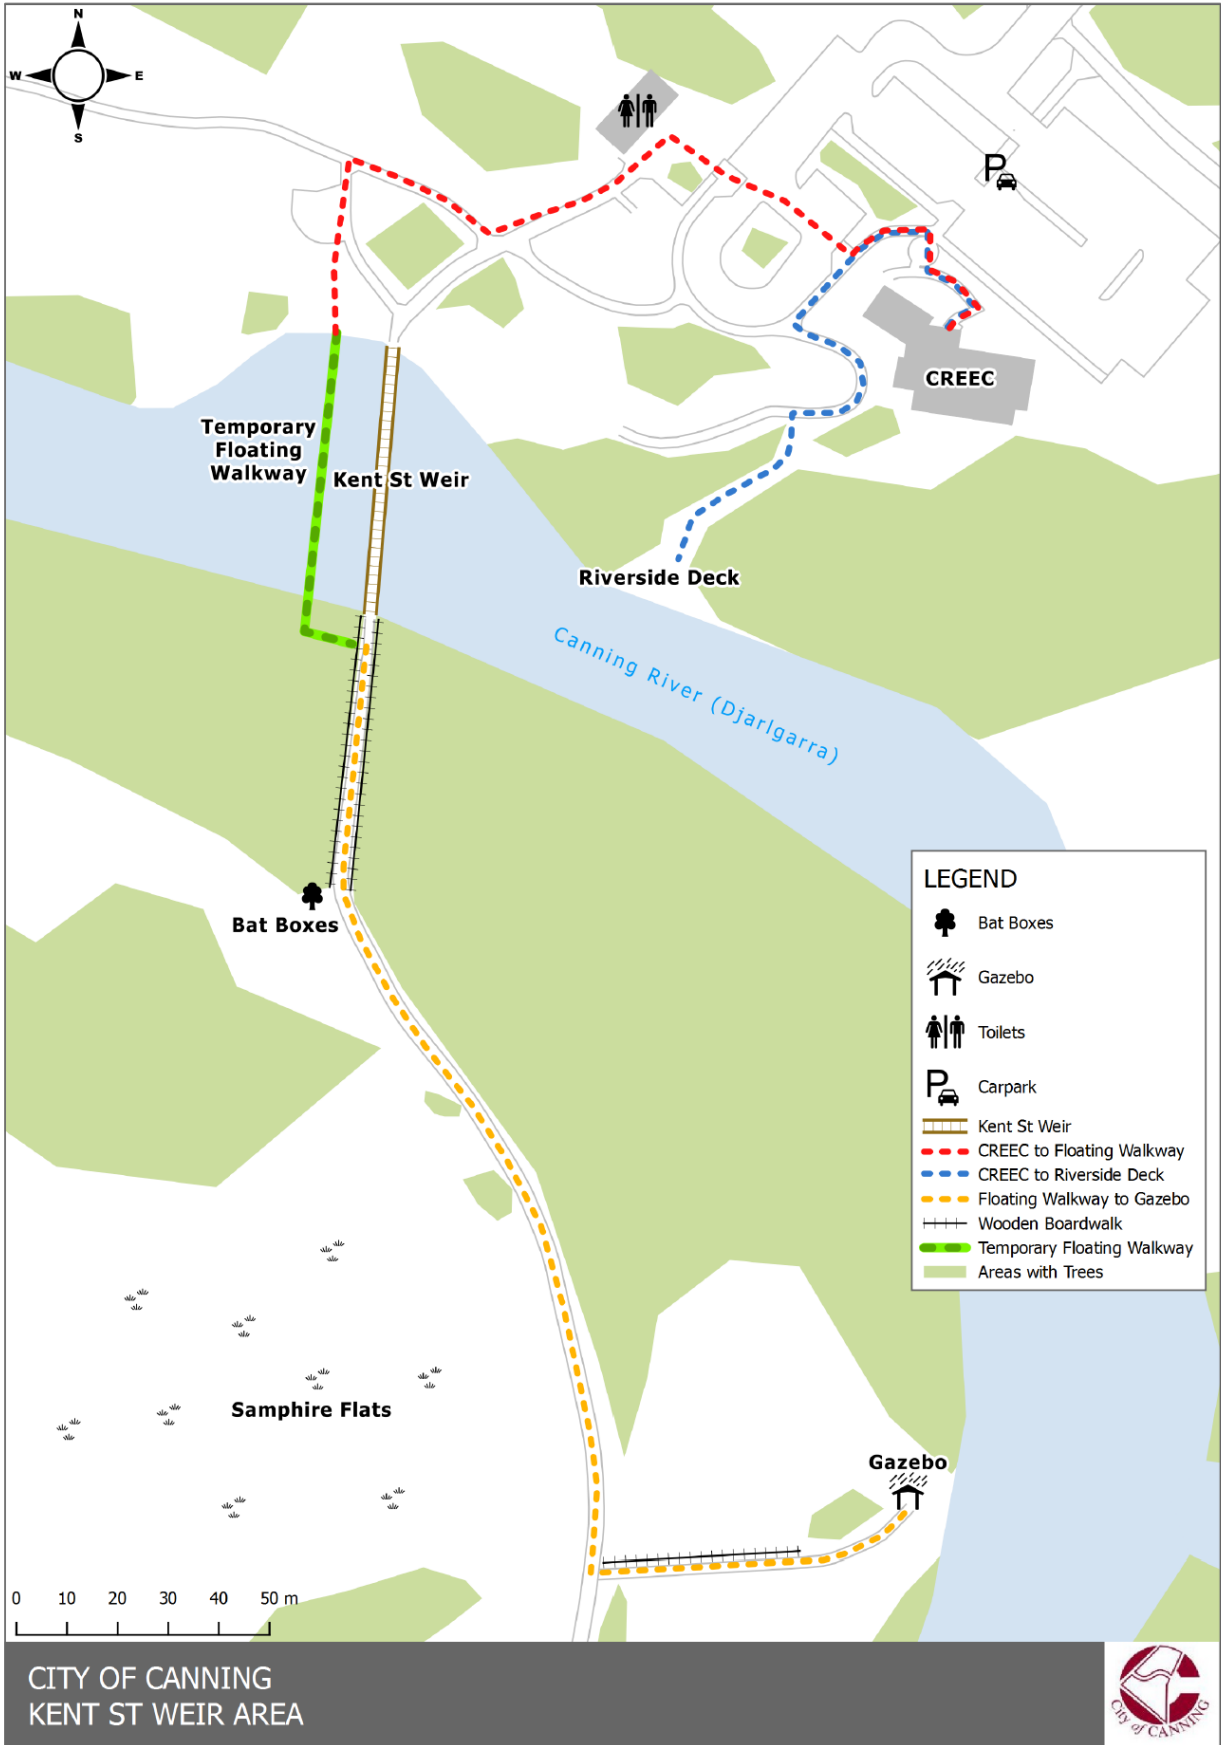 N
W E
S
P
CREEC
Temporary
Floating
Walkway
Kent St Weir
Riverside Deck
Canning River (Djarlgarra)
Bat Boxes
LEGEND
Bat Boxes
Gazebo
Toilets
P Carpark
Kent St Weir
CREEC to Floating Walkway
CREEC to Riverside Deck
Floating Walkway to Gazebo
Wooden Boardwalk
Temporary Floating Walkway
Areas with Trees
Samphire Flats
Gazebo
0 10 20 30 40 50 m
CITY OF CANNING
KENT ST WEIR AREA
City of CANNING